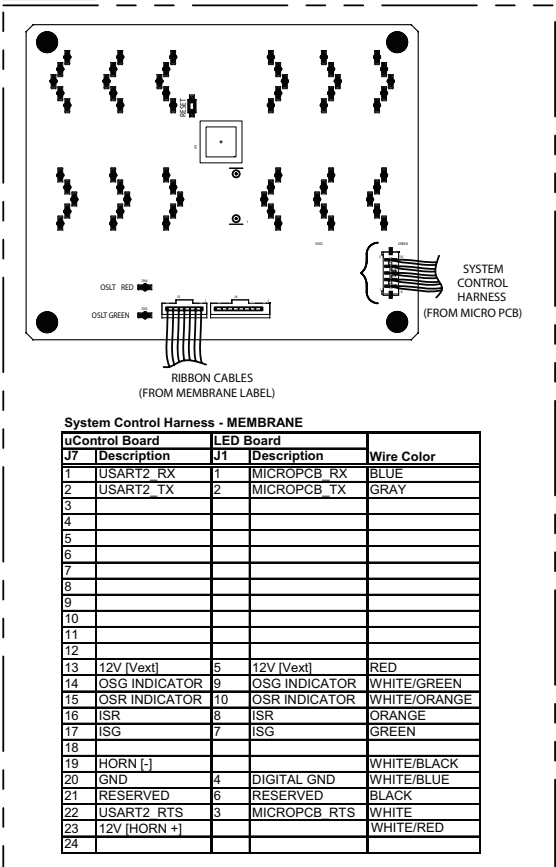 RESET
OSLT RED
OSLT GREEN
GREEN
SYSTEM
CONTROL
HARNESS
(FROM MICRO PCB)
RIBBON CABLES
(FROM MEMBRANE LABEL)
System Control Harness - MEMBRANE
uControl Board LED Board
J7 Description J1 Description Wire Color
1 USART2_RX 1 MICROPCB_RX BLUE
2 USART2_TX 2 MICROPCB_TX GRAY
3
4
5
6
7
8
9
10
11
12
13 12V [Vext] 5 12V [Vext] RED
14 OSG INDICATOR 9 OSG INDICATOR WHITE/GREEN
15 OSR INDICATOR 10 OSR INDICATOR WHITE/ORANGE
16 ISR 8 ISR ORANGE
17 ISG 7 ISG GREEN
18
19 HORN [-] WHITE/BLACK
20 GND 4 DIGITAL GND WHITE/BLUE
21 RESERVED 6 RESERVED BLACK
22 USART2_RTS 3 MICROPCB_RTS WHITE
23 12V [HORN +] WHITE/RED
24